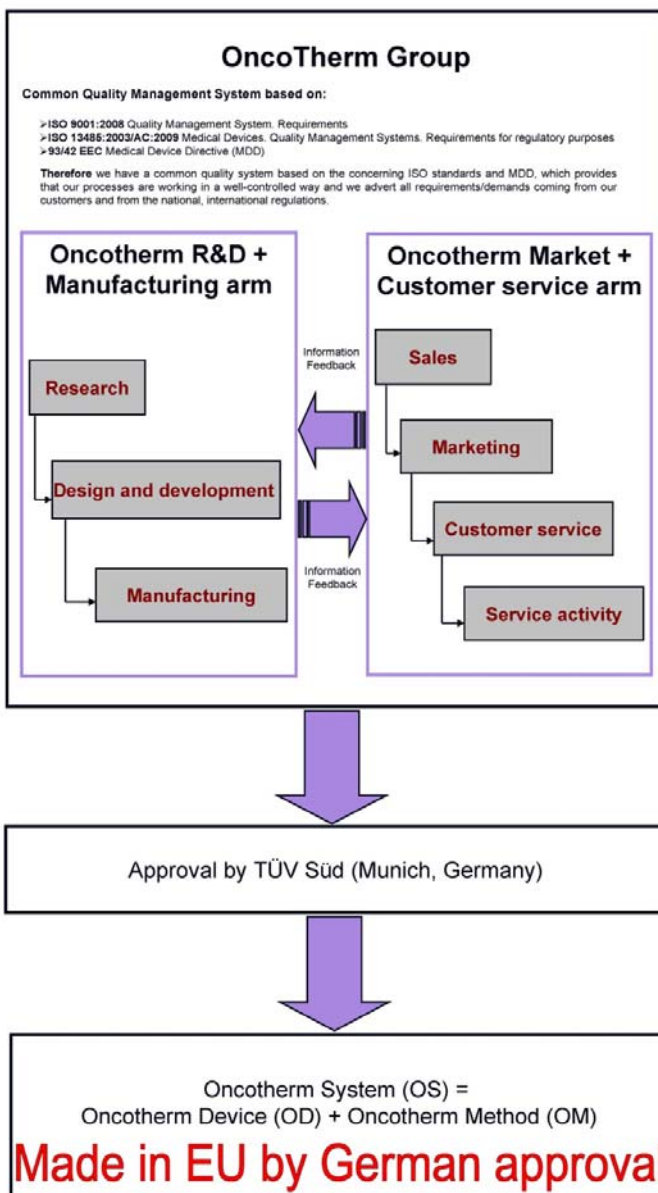 OncoTherm Group
Common Quality Management System based on:
➢ISO 9001:2008 Quality Management System. Requirements
➢ISO 13485:2003/AC:2009 Medical Devices. Quality Management Systems. Requirements for regulatory purposes
➢93/42 EEC Medical Device Directive (MDD)
Therefore we have a common quality system based on the concerning ISO standards and MDD, which provides
that our processes are working in a well-controlled way and we advert all requirements/demands coming from our
customers and from the national, international regulations.
Oncotherm R&D +
Manufacturing arm
Research
Design and development
Manufacturing
Information
Feedback
Information
Feedback
Oncotherm Market +
Customer service arm
Sales
Marketing
Customer service
Service activity
Approval by TÜV Süd (Munich, Germany)
Oncotherm System (OS) =
Oncotherm Device (OD) + Oncotherm Method (OM)
Made in EU by German approval